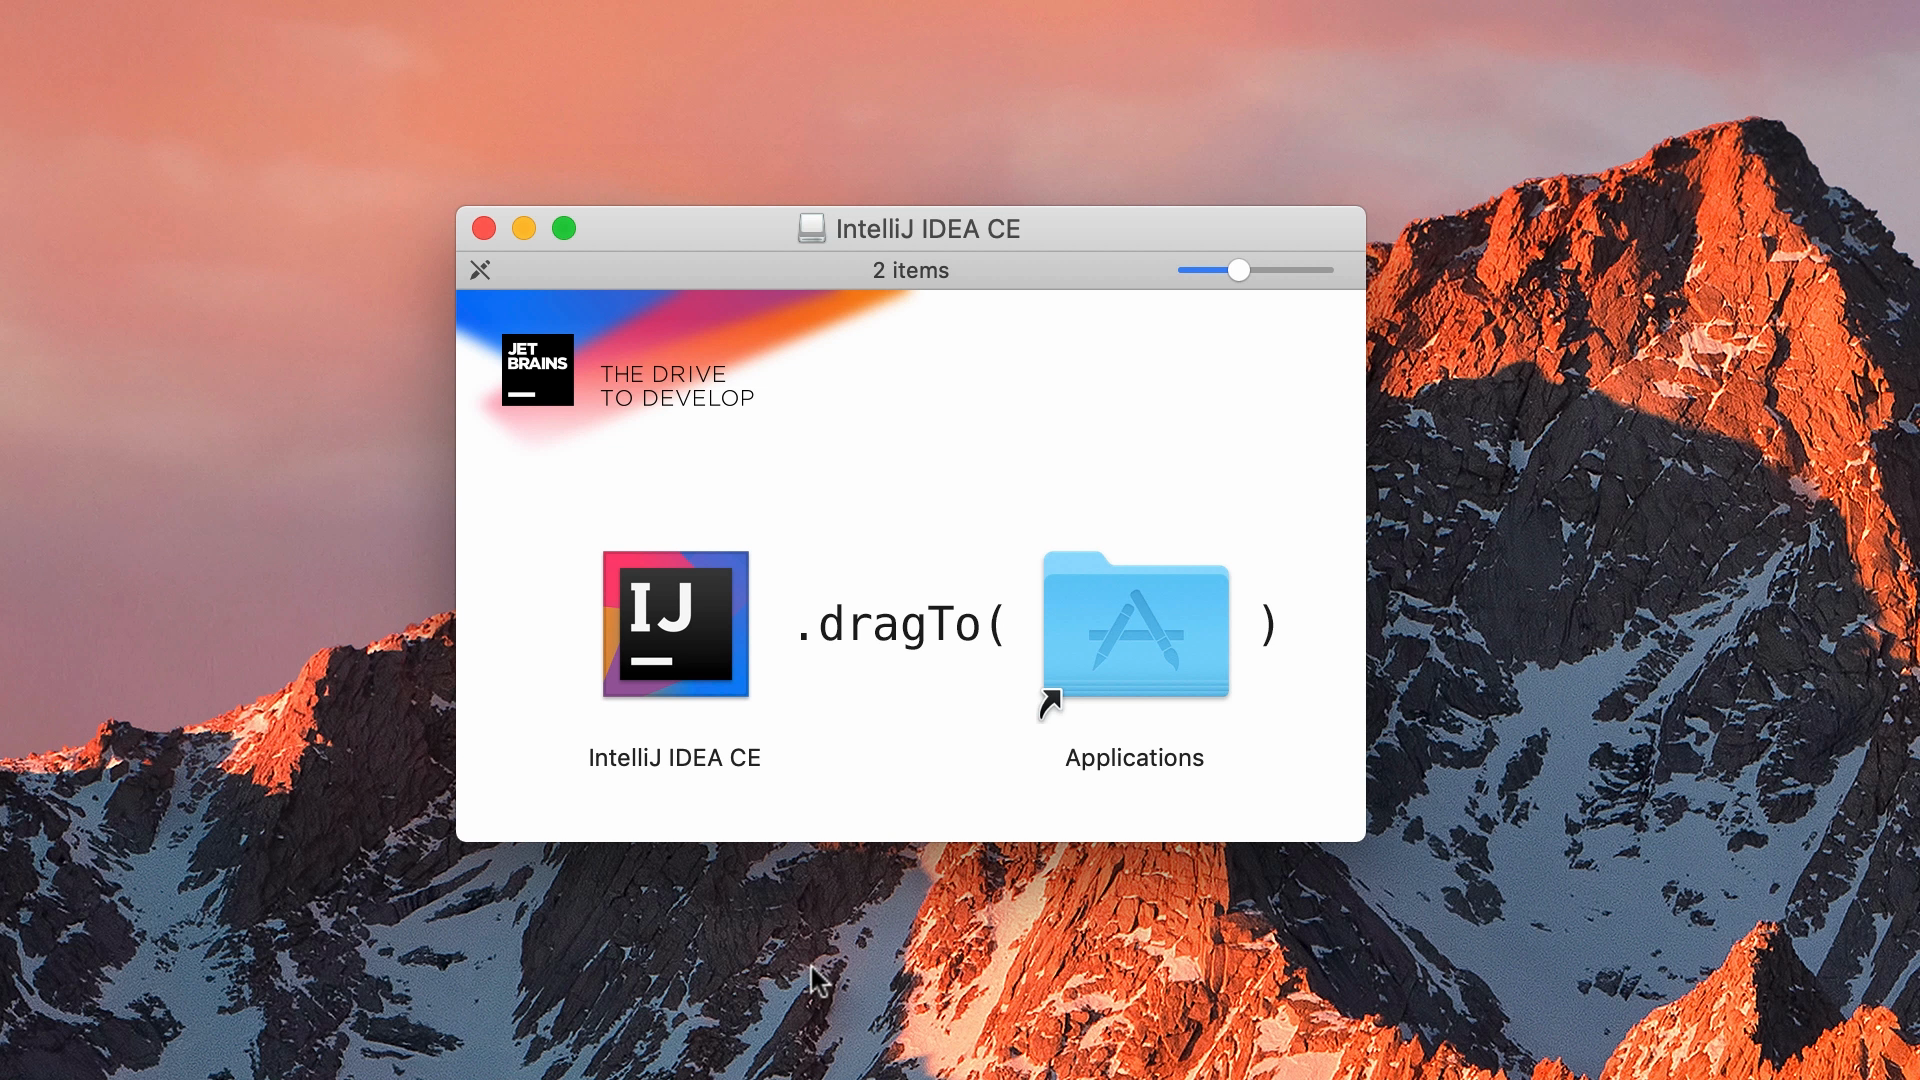 IntelliJ IDEA CE
2 items
JET
BRAINS
THE DRIVE
TO DEVELOP
IJ
.dragTo( )
IntelliJ IDEA CE
Applications